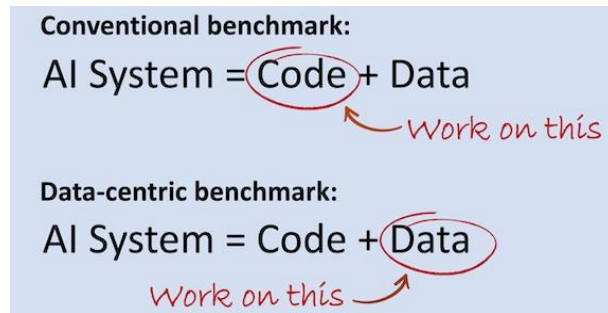 Conventional benchmark:
AI System = Code + Data
Work on this
Data-centric benchmark:
AI System = Code + Data
Work on this